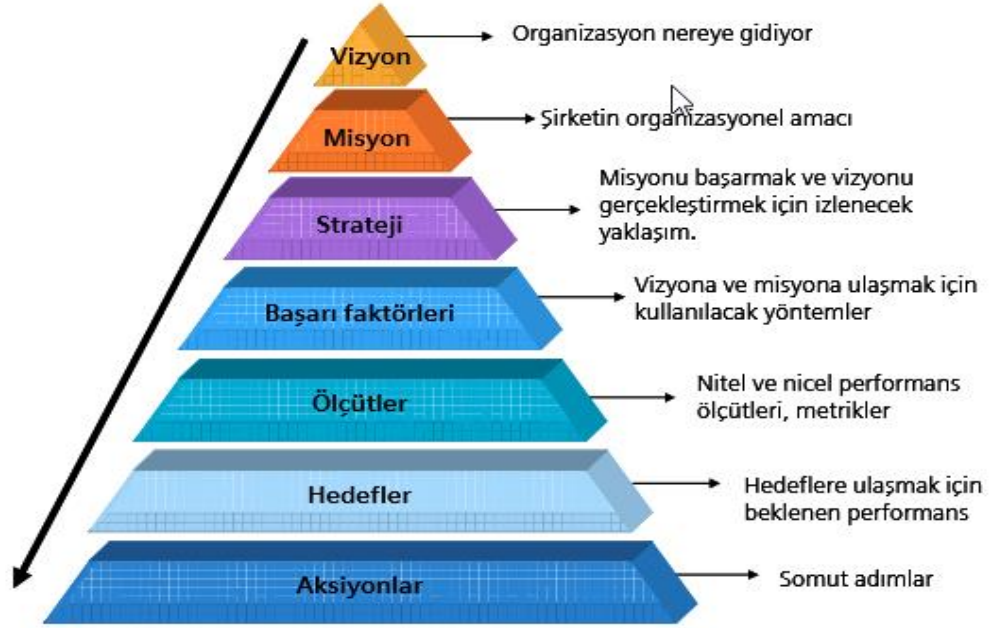 Vizyon
Organizasyon nereye gidiyor
Misyon
Şirketin organizasyonel amacı
Strateji
Misyonu başarmak ve vizyonu
gerçekleştirmek için izlenecek
yaklaşım.
Başarı faktörleri
Vizyona ve misyona ulaşmak için
kullanılacak yöntemler
Ölçütler
Nitel ve nicel performans
ölçütleri, metrikler
Hedefler
Hedeflere ulaşmak için
beklenen performans
Aksiyonlar
Somut adımlar